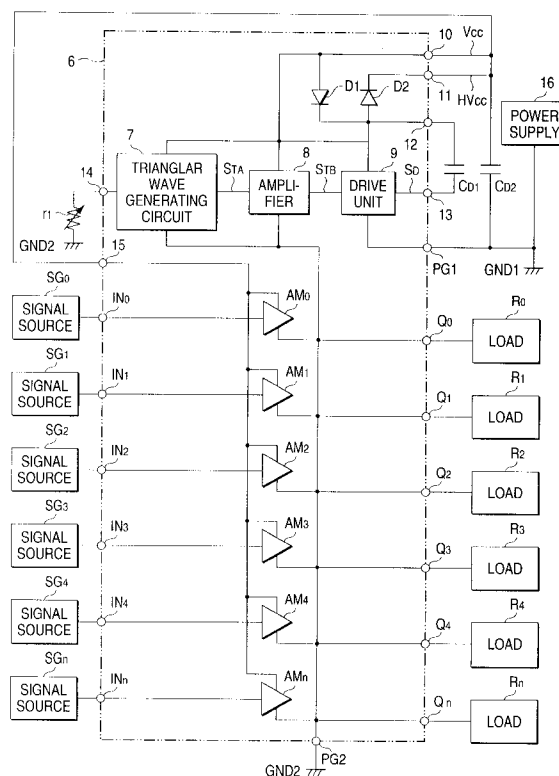 10
Vcc
6
D1
D2
11
HVcc
16
POWER
SUPPLY
12
7
8
9
14
TRIANGLAR
WAVE
GENERATING
CIRCUIT
STA
AMPLI-
FIER
STB
DRIVE
UNIT
SD
CD1
CD2
13
r1
GND2
15
PG1
GND1
SG0
SIGNAL
SOURCE
IN0
AM0
Q0
R0
LOAD
SG1
SIGNAL
SOURCE
IN1
AM1
Q1
R1
LOAD
SG2
SIGNAL
SOURCE
IN2
AM2
Q2
R2
LOAD
SG3
SIGNAL
SOURCE
IN3
AM3
Q3
R3
LOAD
SG4
SIGNAL
SOURCE
IN4
AM4
Q4
R4
LOAD
SGn
SIGNAL
SOURCE
INn
AMn
Qn
Rn
LOAD
PG2
GND2